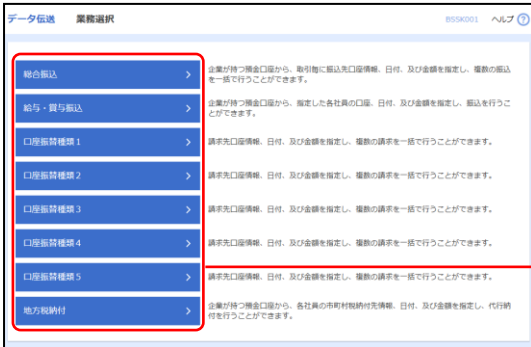 データ伝送 業務選択 BSSK001 ヘルプ ?
総合振込 企業が持つ預金口座から、取引毎に振込先口座情報、日付、及び金額を指定し、複数の振込
を一括で行うことができます。
給与・賞与振込 企業が持つ預金口座から、指定した各社員の口座、日付、及び金額を指定し、振込を行うこ
とができます。
口座振替種類1 請求先口座情報、日付、及び金額を指定し、複数の請求を一括で行うことができます。
口座振替種類2 請求先口座情報、日付、及び金額を指定し、複数の請求を一括で行うことができます。
口座振替種類3 請求先口座情報、日付、及び金額を指定し、複数の請求を一括で行うことができます。
口座振替種類4 請求先口座情報、日付、及び金額を指定し、複数の請求を一括で行うことができます。
口座振替種類5 請求先口座情報、日付、及び金額を指定し、複数の請求を一括で行うことができます。
地方税納付 企業が持つ預金口座から、各社員の市町村税納付先情報、日付、及び金額を指定し、代行納
付を行うことができます。